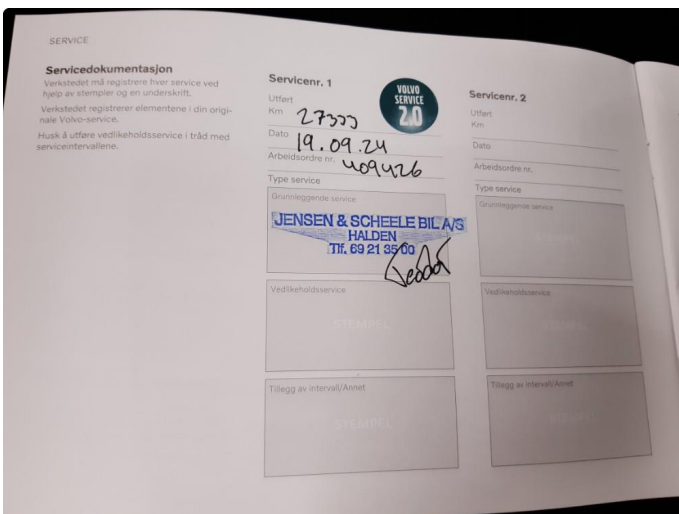 SERVICE
Servicedokumentasjon
Verkstedet må registrere hver service ved
hjelp av stempler og en underskrift.
Verkstedet registrerer elementene i din origi-
nale Volvo-service.
Husk å utføre vedlikeholdsservice i tråd med
serviceintervallene.
Servicenr. 1
VOLVO
SERVICE
2.0
Utført
Km 27333
Dato 19.09.24
Arbeidsordre nr. 409426
Type service
Grunnleggende service
JENSEN & SCHEELE BIL A/S
HALDEN
Tlf. 69 21 35 00
Vedlikeholdsservice
STEMPEL
Tillegg av intervall/Annet
STEMPEL
Servicenr. 2
Utført
Km
Dato
Arbeidsordre nr.
Type service
Grunnleggende service
STEMPEL
Vedlikeholdsservice
STEMPEL
Tillegg av intervall/Annet
STEMPEL